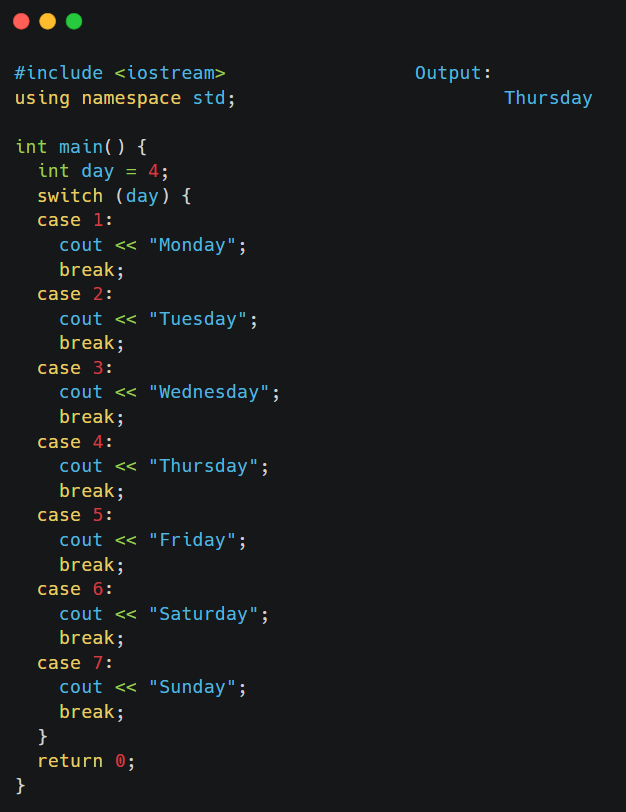 #include <iostream>
using namespace std;
int main() {
int day = 4;
switch (day) {
case 1:
cout << "Monday";
break;
case 2:
cout << "Tuesday";
break;
case 3:
cout << "Wednesday";
break;
case 4:
cout << "Thursday";
break;
case 5:
cout << "Friday";
break;
case 6:
cout << "Saturday";
break;
case 7:
cout << "Sunday";
break;
}
return 0;
}
Output:
Thursday